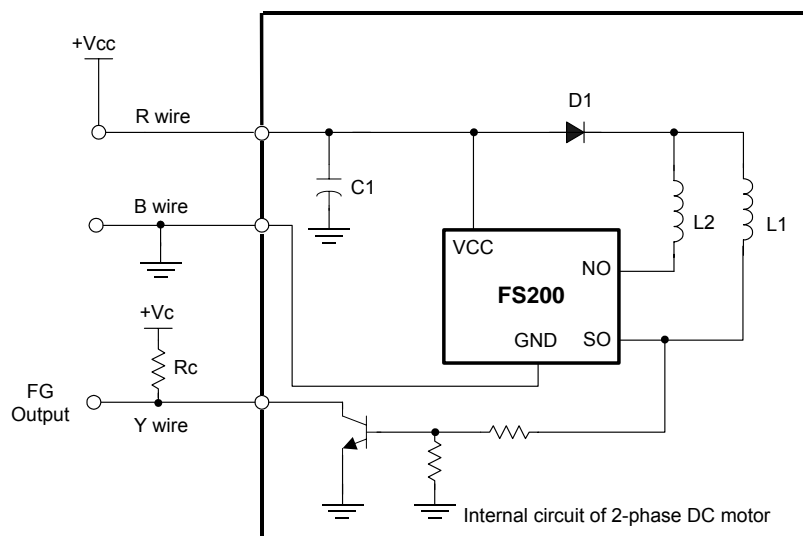 +Vcc
R wire
D1
C1
B wire
L2
L1
VCC
NO
FS200
+Vc
GND
SO
Rc
FG
Output
Y wire
Internal circuit of 2-phase DC motor